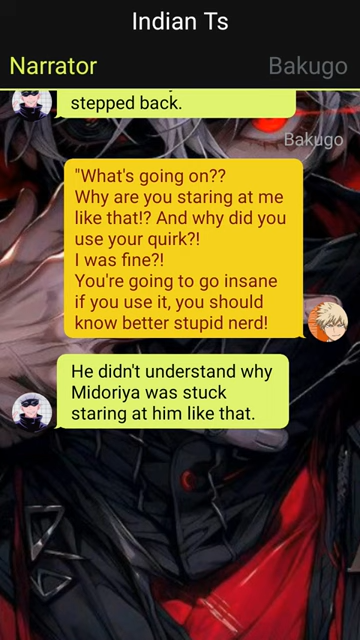 Indian Ts
Narrator
Bakugo
stepped back.
Bakugo
"What's going on??
Why are you staring at me
like that!? And why did you
use your quirk?!
I was fine?!
You're going to go insane
if you use it, you should
know better stupid nerd!
He didn't understand why
Midoriya was stuck
staring at him like that.